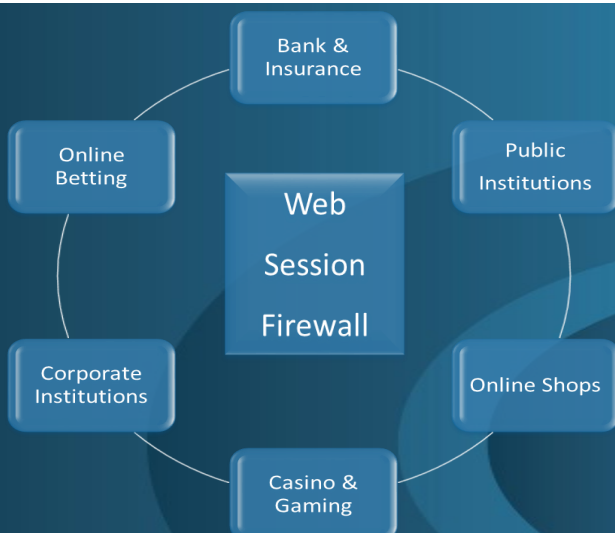 Bank &
Insurance
Online
Betting
Public
Institutions
Web
Session
Firewall
Corporate
Institutions
Online Shops
Casino &
Gaming